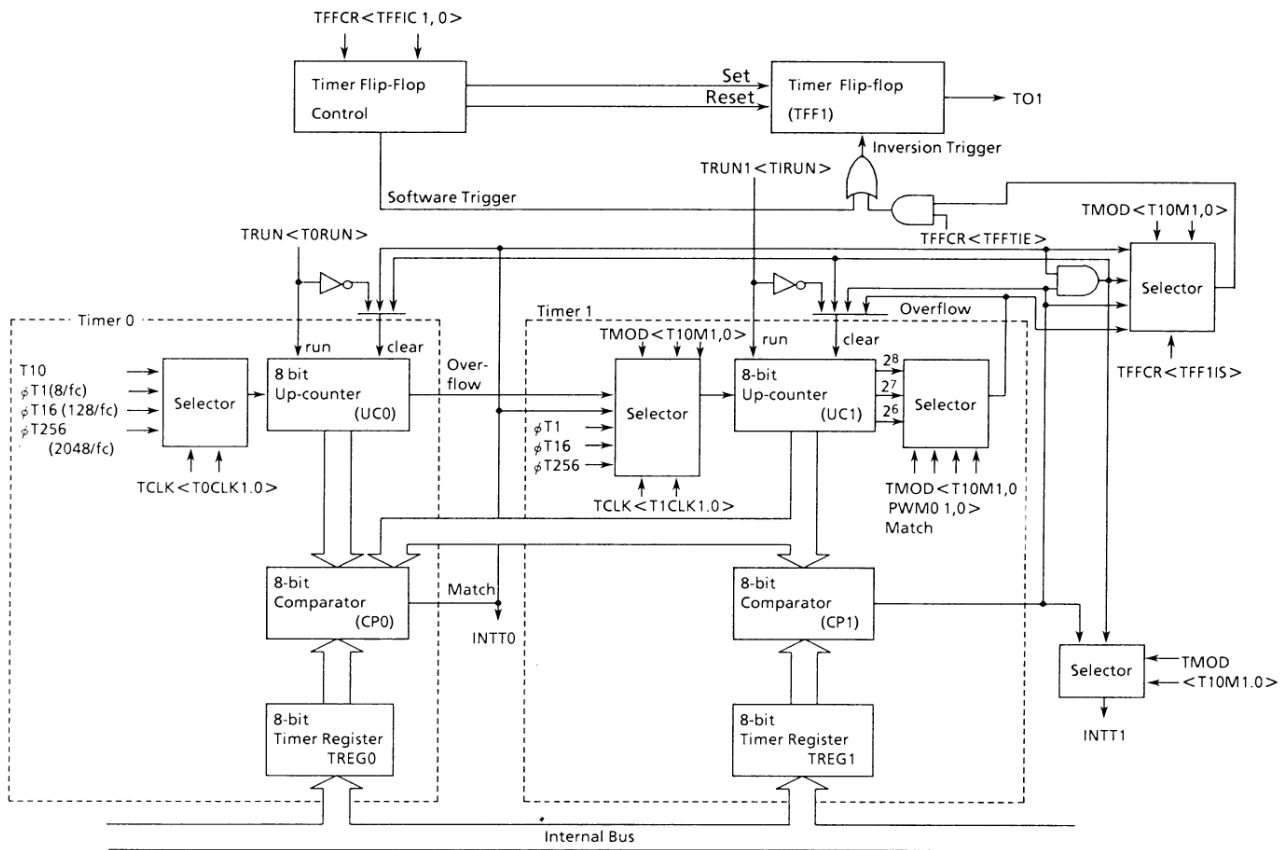 TFFCR<TFFIC 1, 0>
Timer Flip-Flop
Control
Set
Reset
Timer Flip-flop
(TFF1)
TO1
Inversion Trigger
TRUN1<TIRUN>
Software Trigger
TFFCR<TFFTIE>
TMOD<T10M1,0>
Selector
TFFCR<TFF1IS>
TRUN<T0RUN>
Timer 0
run
clear
T10
φT1(8/fc)
φT16 (128/fc)
φT256
(2048/fc)
Selector
TCLK<T0CLK1.0>
8 bit
Up-counter
(UC0)
Over-
flow
Timer 1
TMOD<T10M1,0>
run
clear
Overflow
φT1
φT16
φT256
Selector
TCLK<T1CLK1.0>
8-bit
Up-counter
(UC1)
2⁸
2⁷
2⁶
Selector
TMOD<T10M1,0
PWM0 1,0>
Match
8-bit
Comparator
(CP0)
Match
INTT0
8-bit
Comparator
(CP1)
Selector
TMOD
<T10M1.0>
INTT1
8-bit
Timer Register
TREG0
8-bit
Timer Register
TREG1
Internal Bus